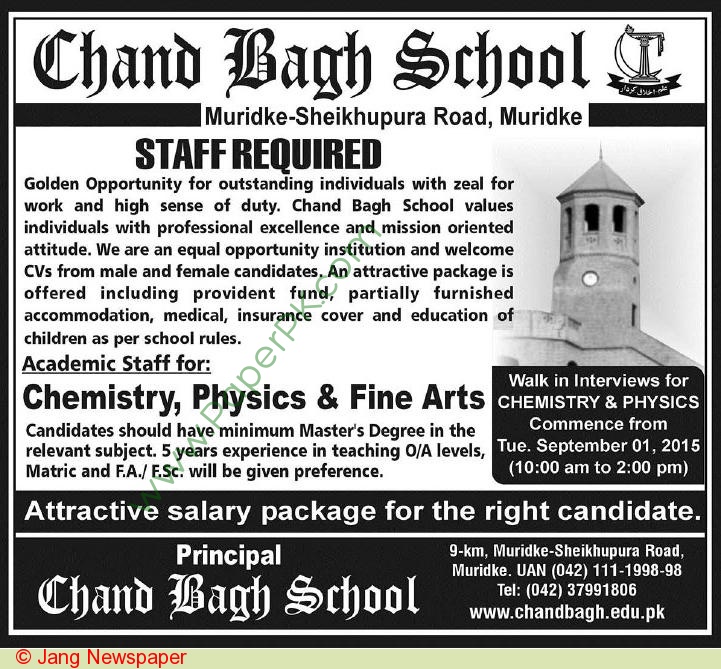 Chand Bagh School
علم، اخلاق، کردار
Muridke-Sheikhupura Road, Muridke
STAFF REQUIRED
Golden Opportunity for outstanding individuals with zeal for
work and high sense of duty. Chand Bagh School values
individuals with professional excellence and mission oriented
attitude. We are an equal opportunity institution and welcome
CVs from male and female candidates. An attractive package is
offered including provident fund, partially furnished
accommodation, medical, insurance cover and education of
children as per school rules.
Academic Staff for:
Chemistry, Physics & Fine Arts
Candidates should have minimum Master's Degree in the
relevant subject. 5 years experience in teaching O/A levels,
Matric and F.A./ F.Sc. will be given preference.
Walk in Interviews for
CHEMISTRY & PHYSICS
Commence from
Tue. September 01, 2015
(10:00 am to 2:00 pm)
Attractive salary package for the right candidate.
Principal
Chand Bagh School
9-km, Muridke-Sheikhupura Road,
Muridke. UAN (042) 111-1998-98
Tel: (042) 37991806
www.chandbagh.edu.pk
www.PaperPk.com
© Jang Newspaper